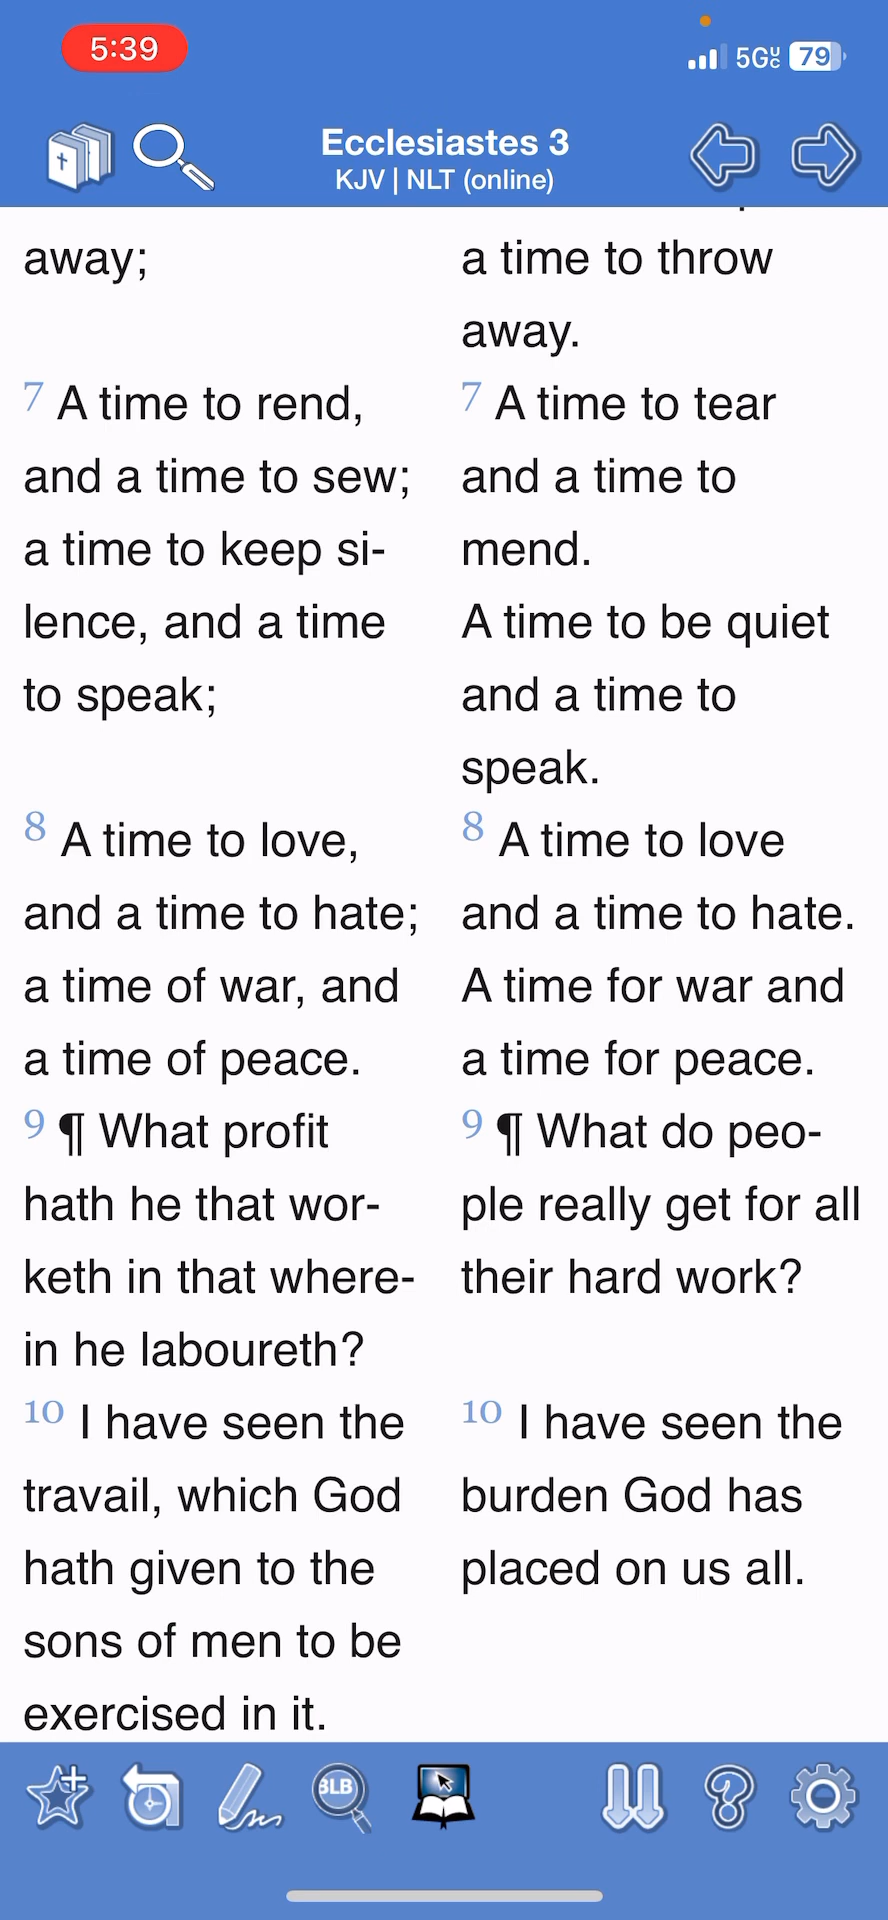 5:39
5GUC 79
Ecclesiastes 3
KJV | NLT (online)
away;
7 A time to rend,
and a time to sew;
a time to keep si-
lence, and a time
to speak;
8 A time to love,
and a time to hate;
a time of war, and
a time of peace.
9 ¶ What profit
hath he that wor-
keth in that where-
in he laboureth?
10 I have seen the
travail, which God
hath given to the
sons of men to be
exercised in it.
a time to throw
away.
7 A time to tear
and a time to
mend.
A time to be quiet
and a time to
speak.
8 A time to love
and a time to hate.
A time for war and
a time for peace.
9 ¶ What do peo-
ple really get for all
their hard work?
10 I have seen the
burden God has
placed on us all.
BLB